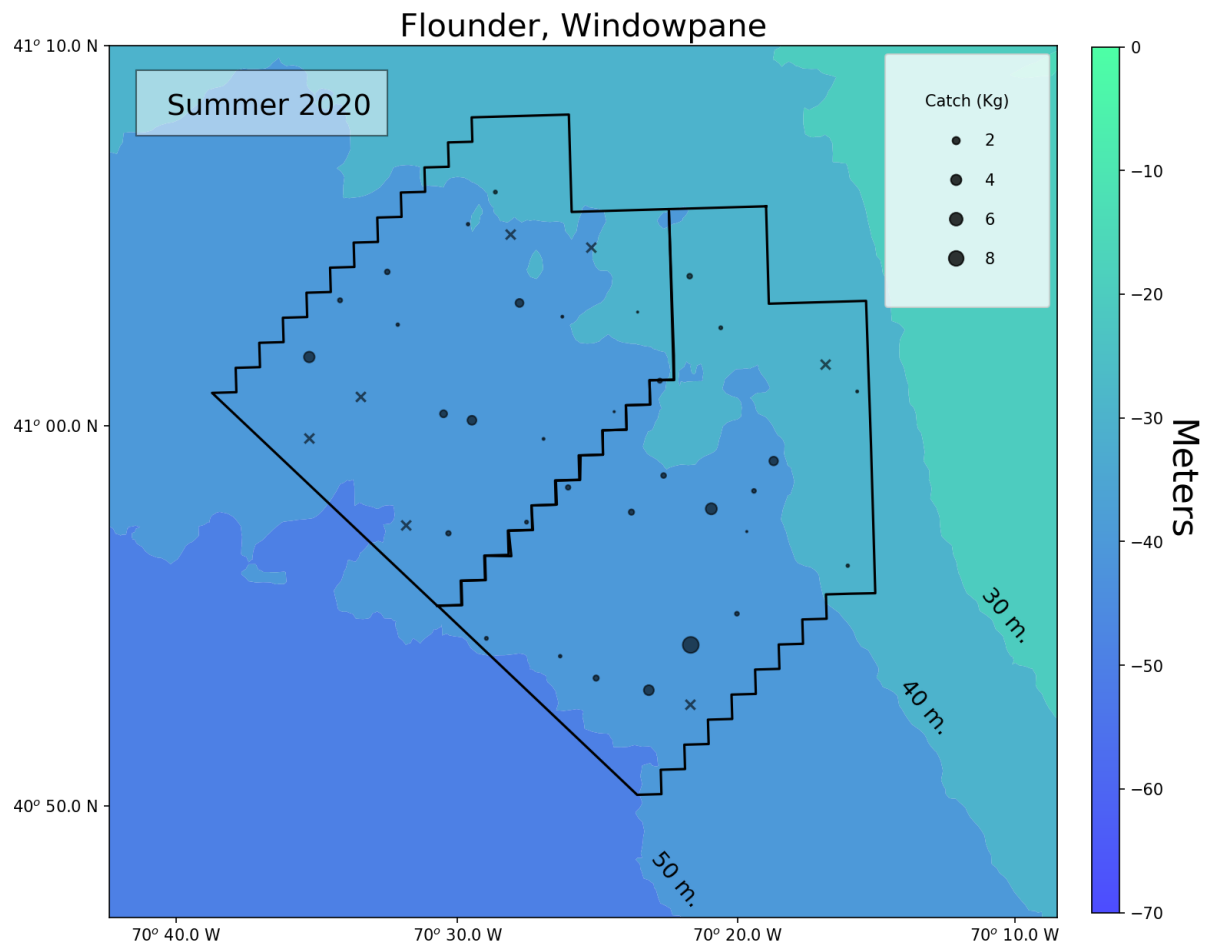 Flounder, Windowpane
41° 10.0 N
41° 00.0 N
40° 50.0 N
Summer 2020
Catch (Kg)
2
4
6
8
30 m.
40 m.
50 m.
70° 40.0 W
70° 30.0 W
70° 20.0 W
70° 10.0 W
0
−10
−20
−30
−40
−50
−60
−70
Meters